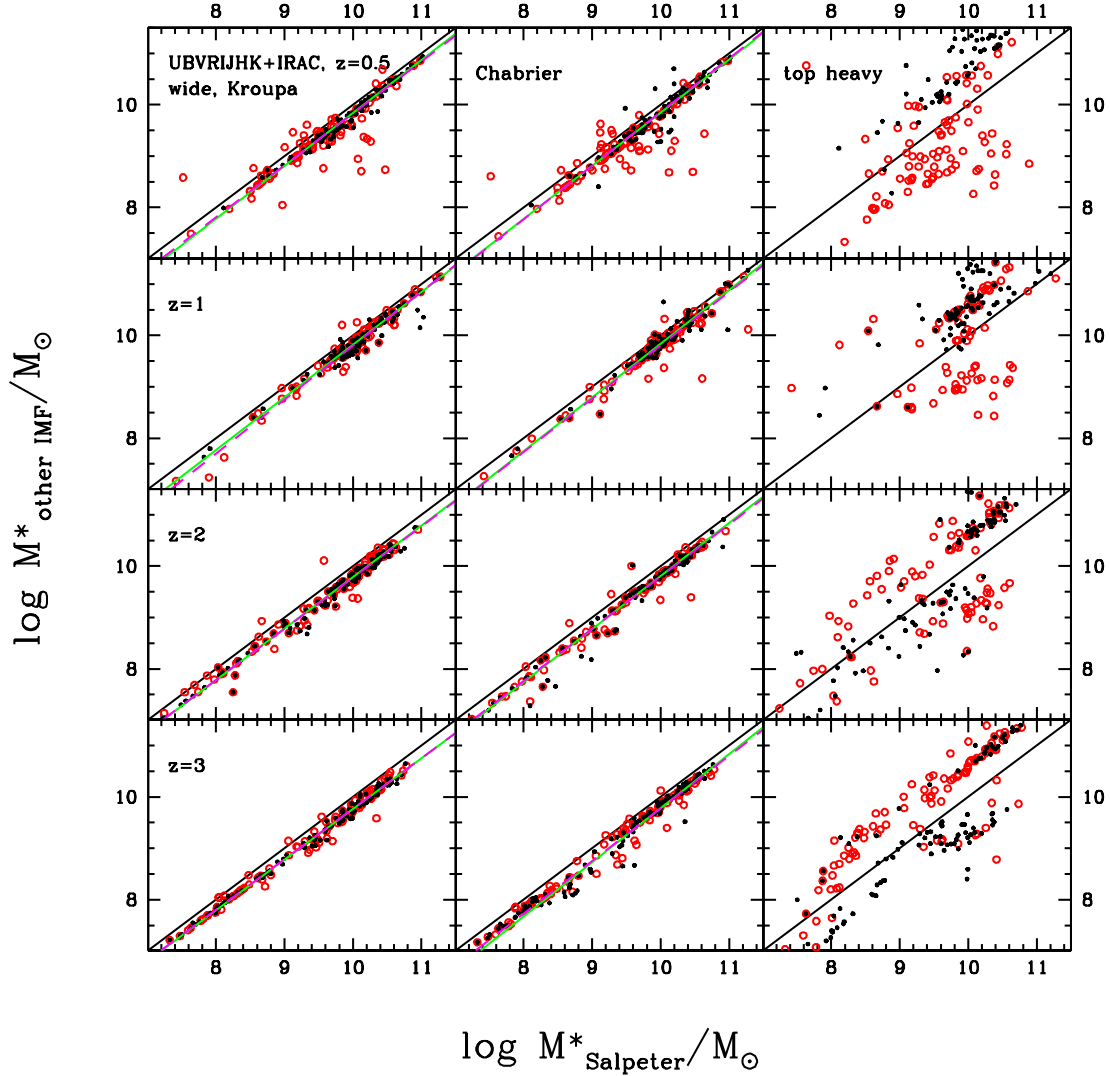 8 9 10 11 8 9 10 11 8 9 10 11
UBVRIJHK+IRAC, z=0.5
wide, Kroupa
Chabrier
top heavy
10 10
8 8
z=1
10 10
8 8
z=2
10 10
8 8
z=3
10 10
8 8
8 9 10 11 8 9 10 11 8 9 10 11
log M*other IMF/M⊙
log M*Salpeter/M⊙